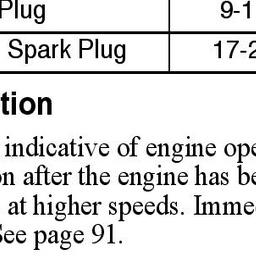 Plug 9-1
Spark Plug 17-2
tion
indicative of engine ope
on after the engine has be
at higher speeds. Imme
See page 91.